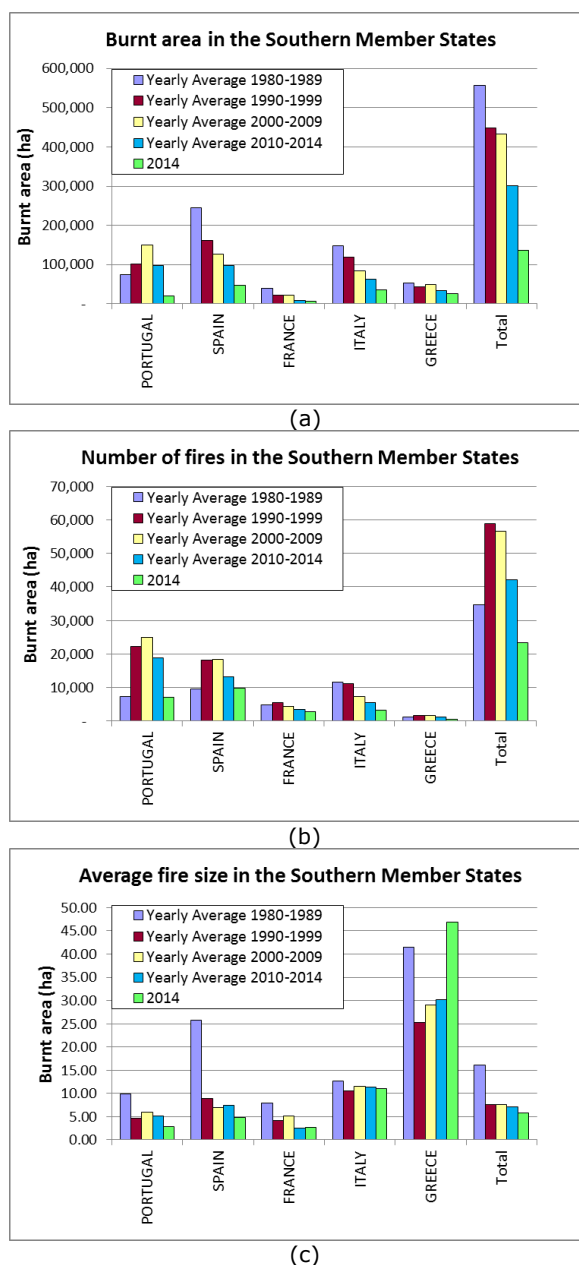 Burnt area in the Southern Member States
600,000
500,000
400,000
300,000
200,000
100,000
-
Burnt area (ha)
Yearly Average 1980-1989
Yearly Average 1990-1999
Yearly Average 2000-2009
Yearly Average 2010-2014
2014
PORTUGAL
SPAIN
FRANCE
ITALY
GREECE
Total
(a)
Number of fires in the Southern Member States
70,000
60,000
50,000
40,000
30,000
20,000
10,000
-
Burnt area (ha)
Yearly Average 1980-1989
Yearly Average 1990-1999
Yearly Average 2000-2009
Yearly Average 2010-2014
2014
PORTUGAL
SPAIN
FRANCE
ITALY
GREECE
Total
(b)
Average fire size in the Southern Member States
50.00
45.00
40.00
35.00
30.00
25.00
20.00
15.00
10.00
5.00
0.00
Burnt area (ha)
Yearly Average 1980-1989
Yearly Average 1990-1999
Yearly Average 2000-2009
Yearly Average 2010-2014
2014
PORTUGAL
SPAIN
FRANCE
ITALY
GREECE
Total
(c)